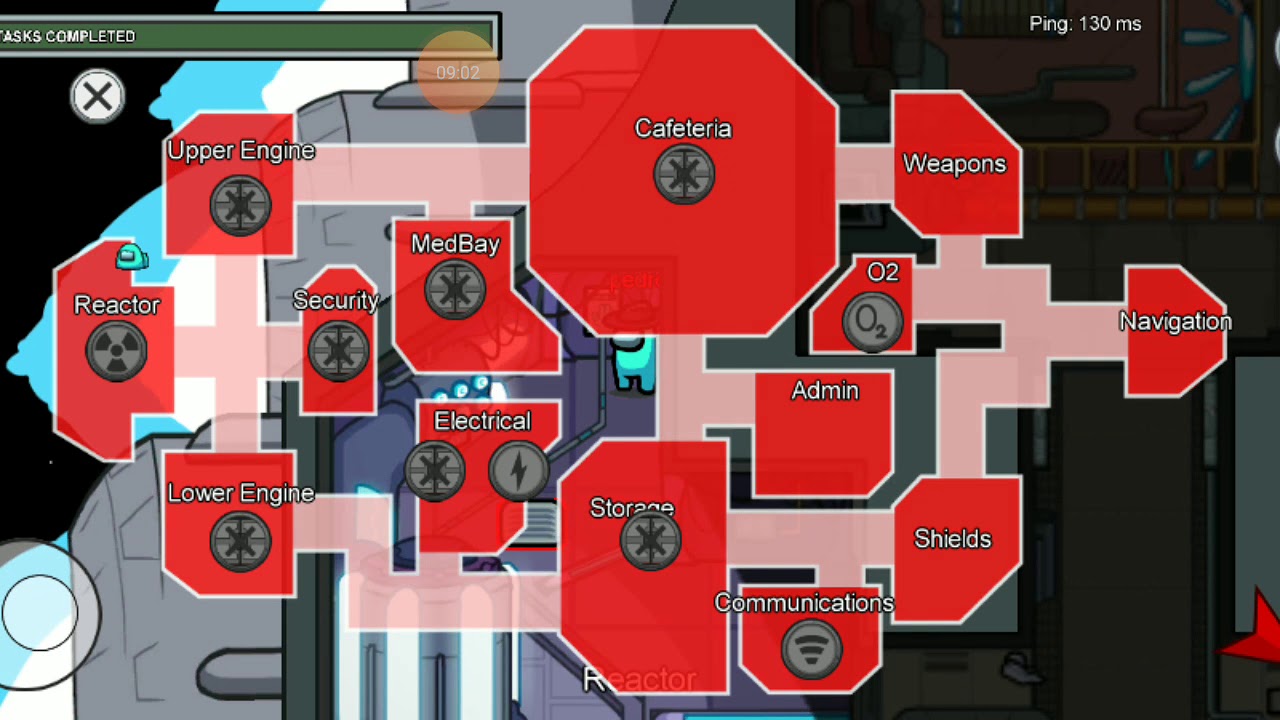 TASKS COMPLETED
09:02
Ping: 130 ms
Cafeteria
Upper Engine
Weapons
MedBay
O2
Reactor
Security
O2
Navigation
Admin
Electrical
Lower Engine
Storage
Shields
Communications
Reactor